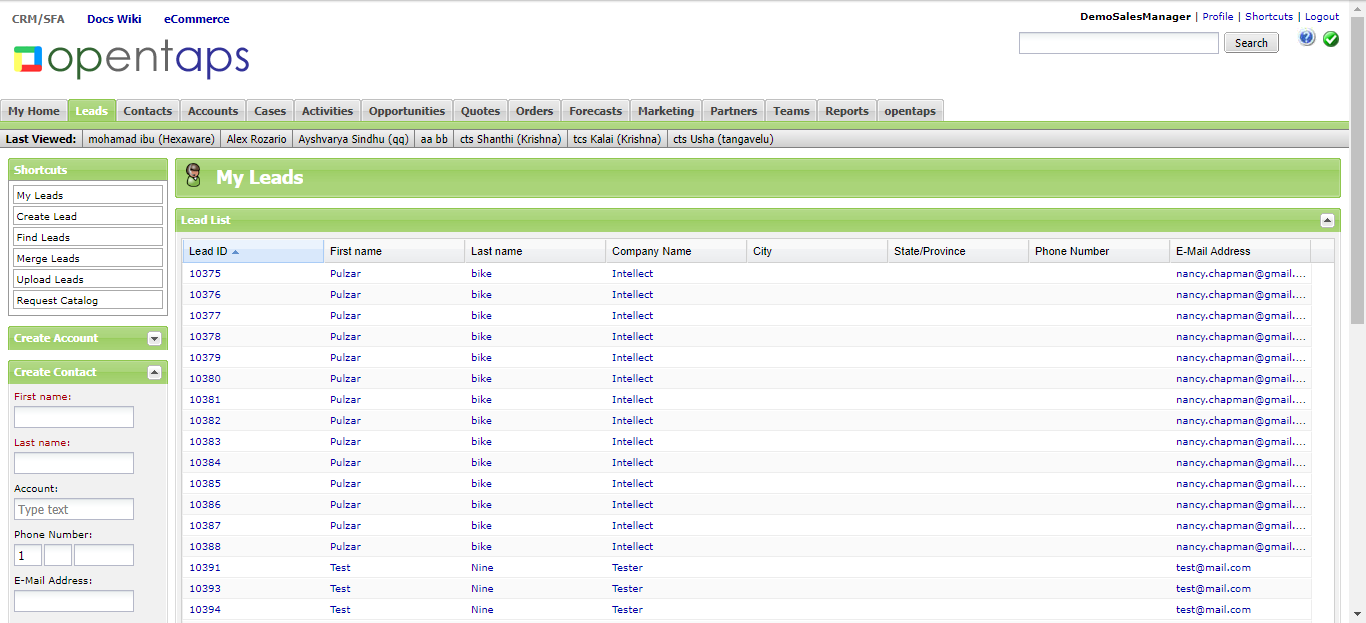 CRM/SFA Docs Wiki eCommerce
DemoSalesManager | Profile | Shortcuts | Logout
opentaps
Search
My Home Leads Contacts Accounts Cases Activities Opportunities Quotes Orders Forecasts Marketing Partners Teams Reports opentaps
Last Viewed: mohamad ibu (Hexaware) Alex Rozario Ayshvarya Sindhu (qq) aa bb cts Shanthi (Krishna) tcs Kalai (Krishna) cts Usha (tangavelu)
Shortcuts
My Leads
Create Lead
Find Leads
Merge Leads
Upload Leads
Request Catalog
Create Account
Create Contact
First name:
Last name:
Account:
Type text
Phone Number:
1
E-Mail Address:
My Leads
Lead List
Lead ID First name Last name Company Name City State/Province Phone Number E-Mail Address
10375 Pulzar bike Intellect nancy.chapman@gmail....
10376 Pulzar bike Intellect nancy.chapman@gmail....
10377 Pulzar bike Intellect nancy.chapman@gmail....
10378 Pulzar bike Intellect nancy.chapman@gmail....
10379 Pulzar bike Intellect nancy.chapman@gmail....
10380 Pulzar bike Intellect nancy.chapman@gmail....
10381 Pulzar bike Intellect nancy.chapman@gmail....
10382 Pulzar bike Intellect nancy.chapman@gmail....
10383 Pulzar bike Intellect nancy.chapman@gmail....
10384 Pulzar bike Intellect nancy.chapman@gmail....
10385 Pulzar bike Intellect nancy.chapman@gmail....
10386 Pulzar bike Intellect nancy.chapman@gmail....
10387 Pulzar bike Intellect nancy.chapman@gmail....
10388 Pulzar bike Intellect nancy.chapman@gmail....
10391 Test Nine Tester test@mail.com
10393 Test Nine Tester test@mail.com
10394 Test Nine Tester test@mail.com